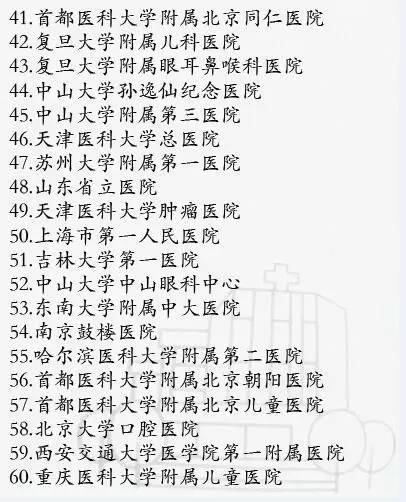 41.首都医科大学附属北京同仁医院
42.复旦大学附属儿科医院
43.复旦大学附属眼耳鼻喉科医院
44.中山大学孙逸仙纪念医院
45.中山大学附属第三医院
46.天津医科大学总医院
47.苏州大学附属第一医院
48.山东省立医院
49.天津医科大学肿瘤医院
50.上海市第一人民医院
51.吉林大学第一医院
52.中山大学中山眼科中心
53.东南大学附属中大医院
54.南京鼓楼医院
55.哈尔滨医科大学附属第二医院
56.首都医科大学附属北京朝阳医院
57.首都医科大学附属北京儿童医院
58.北京大学口腔医院
59.西安交通大学医学院第一附属医院
60.重庆医科大学附属儿童医院